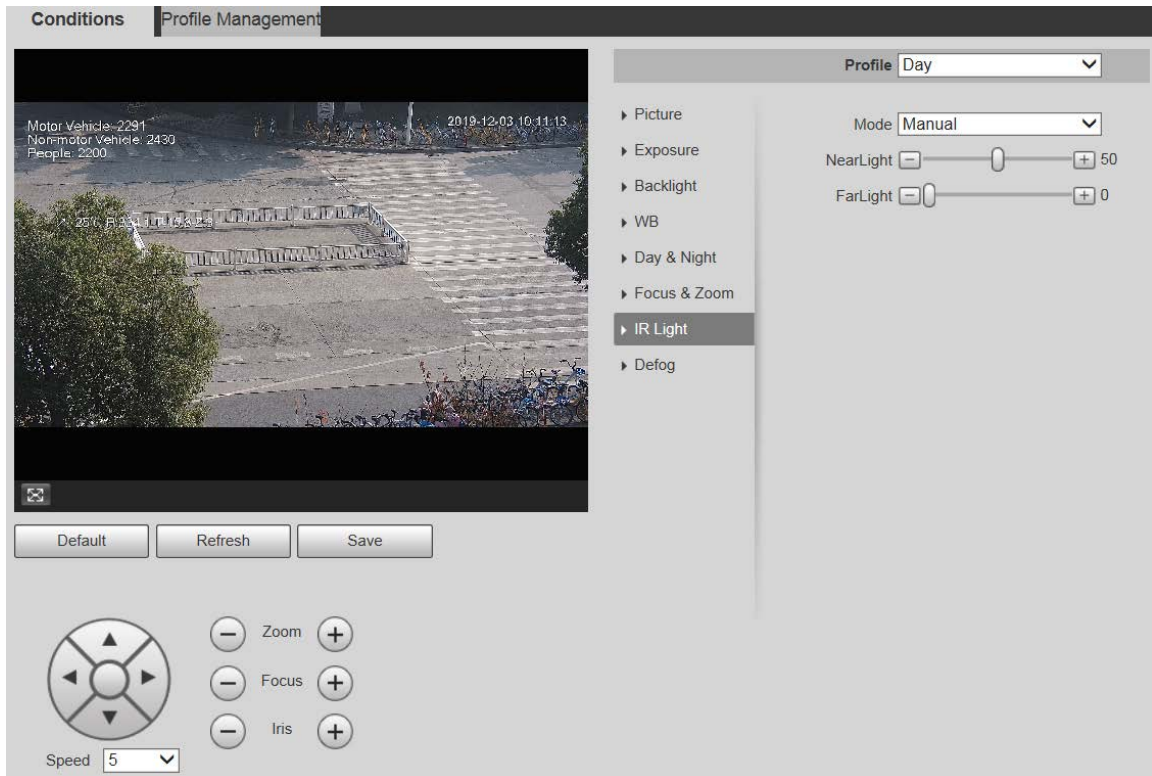 Conditions
Profile Management
Motor Vehicle: 2291
Non-motor Vehicle: 2430
People: 2200
2019-12-03 10:11:13
Default
Refresh
Save
Zoom
Focus
Iris
Speed 5
Profile Day
Picture
Exposure
Backlight
WB
Day & Night
Focus & Zoom
IR Light
Defog
Mode Manual
NearLight 50
FarLight 0